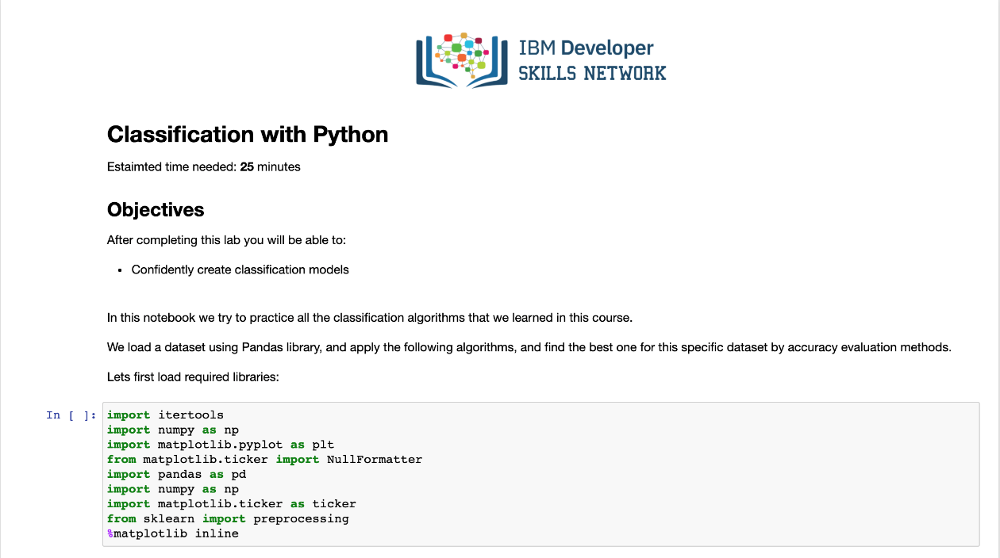 IBM Developer
SKILLS NETWORK
Classification with Python
Estaimted time needed: 25 minutes
Objectives
After completing this lab you will be able to:
• Confidently create classification models
In this notebook we try to practice all the classification algorithms that we learned in this course.
We load a dataset using Pandas library, and apply the following algorithms, and find the best one for this specific dataset by accuracy evaluation methods.
Lets first load required libraries:
In [ ]: import itertools
import numpy as np
import matplotlib.pyplot as plt
from matplotlib.ticker import NullFormatter
import pandas as pd
import numpy as np
import matplotlib.ticker as ticker
from sklearn import preprocessing
%matplotlib inline